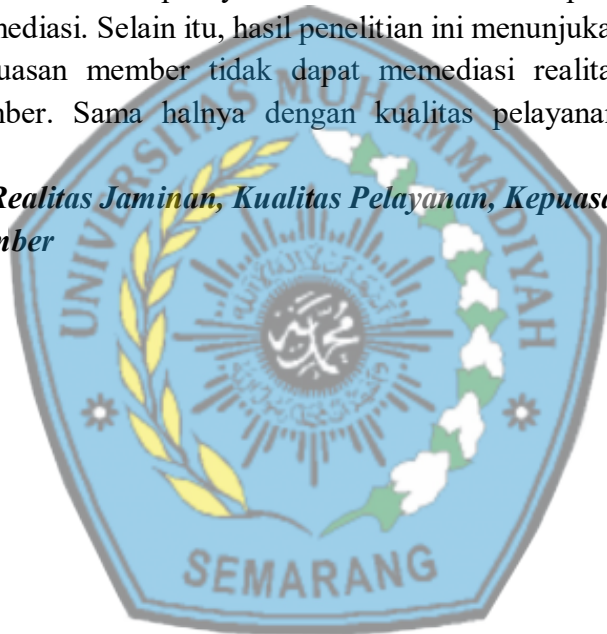 mediasi. Selain itu, hasil penelitian ini menunjuka
uasan member tidak dapat memediasi realita
nber. Sama halnya dengan kualitas pelayanan
Realitas Jaminan, Kualitas Pelayanan, Kepuasa
mber
UNIVERSITAS MUHAMMADIYAH
محمدية
SEMARANG